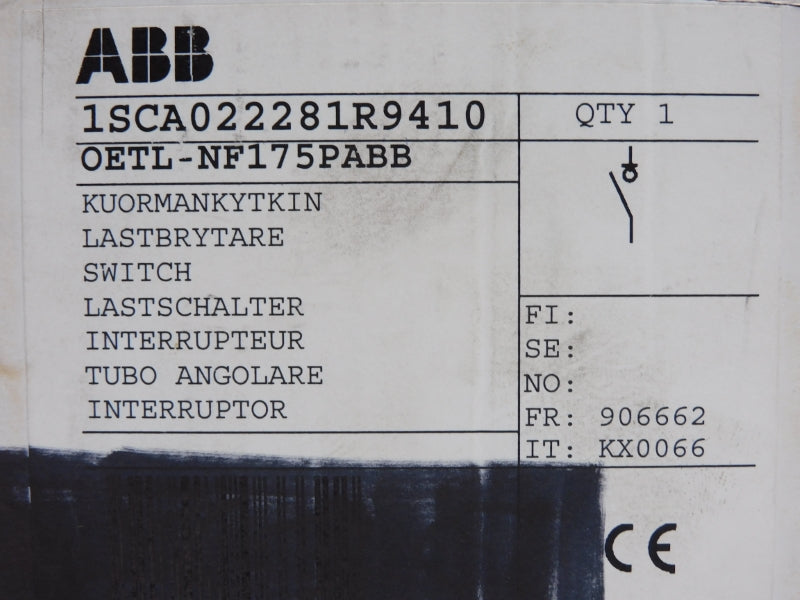 ABB
1SCA022281R9410
QTY 1
OETL-NF175PABB
KUORMANKYTKIN
LASTBRYTARE
SWITCH
LASTSCHALTER
INTERRUPTEUR
TUBO ANGOLARE
INTERRUPTOR
FI:
SE:
NO:
FR: 906662
IT: KX0066
CE